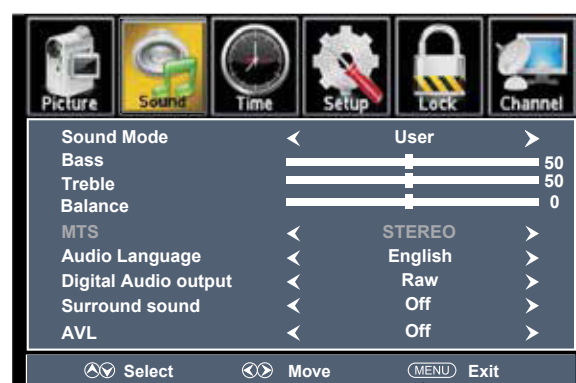 Picture Sound Time Setup Lock Channel
Sound Mode User
Bass 50
Treble 50
Balance 0
MTS STEREO
Audio Language English
Digital Audio output Raw
Surround sound Off
AVL Off
Select Move MENU Exit